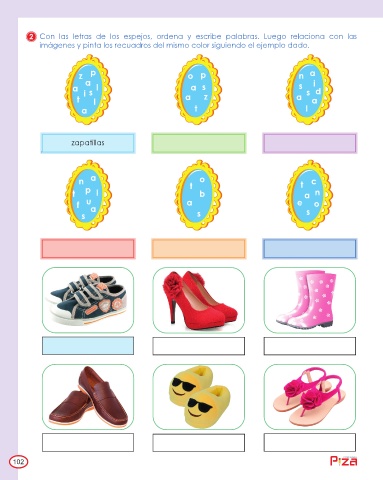 2 Con las letras de los espejos, ordena y escribe palabras. Luego relaciona con las
imágenes y pinta los recuadros del mismo color siguiendo el ejemplo dado.
z p
a
a l
i s
t l
a
o p
a s
a z
t
t o
b
a
s
zapatillas
102
Piza